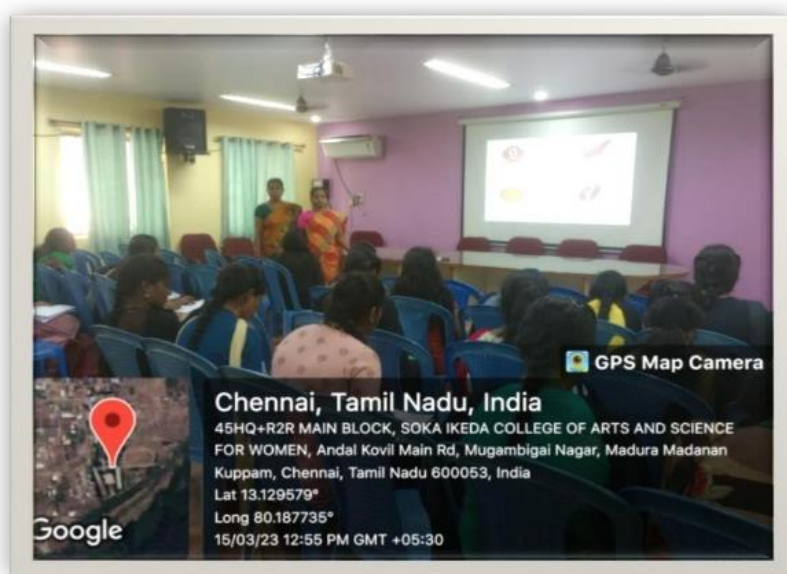 GPS Map Camera
Chennai, Tamil Nadu, India
45HQ+R2R MAIN BLOCK, SOKA IKEDA COLLEGE OF ARTS AND SCIENCE
FOR WOMEN, Andal Kovil Main Rd, Mugambigai Nagar, Madura Madanan
Kuppam, Chennai, Tamil Nadu 600053, India
Lat 13.129579°
Long 80.187735°
15/03/23 12:55 PM GMT +05:30
Google